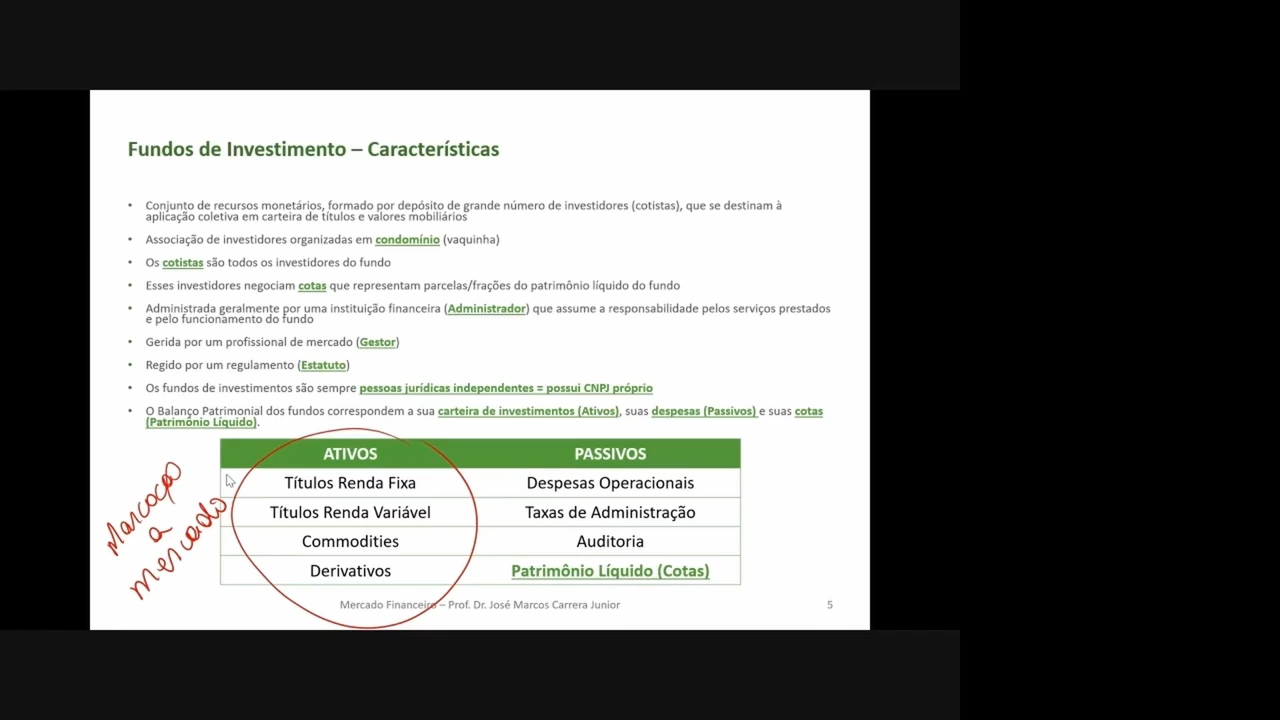 Fundos de Investimento – Características
• Conjunto de recursos monetários, formado por depósito de grande número de investidores (cotistas), que se destinam à
aplicação coletiva em carteira de títulos e valores mobiliários
• Associação de investidores organizadas em condomínio (vaquinha)
• Os cotistas são todos os investidores do fundo
• Esses investidores negociam cotas que representam parcelas/frações do patrimônio líquido do fundo
• Administrada geralmente por uma instituição financeira (Administrador) que assume a responsabilidade pelos serviços prestados
e pelo funcionamento do fundo
• Gerida por um profissional de mercado (Gestor)
• Regido por um regulamento (Estatuto)
• Os fundos de investimentos são sempre pessoas jurídicas independentes = possui CNPJ próprio
• O Balanço Patrimonial dos fundos correspondem a sua carteira de investimentos (Ativos), suas despesas (Passivos) e suas cotas
(Patrimônio Líquido).
ATIVOS PASSIVOS
Títulos Renda Fixa Despesas Operacionais
Títulos Renda Variável Taxas de Administração
Commodities Auditoria
Derivativos Patrimônio Líquido (Cotas)
Marcação
a
mercado
Mercado Financeiro – Prof. Dr. José Marcos Carrera Junior 5